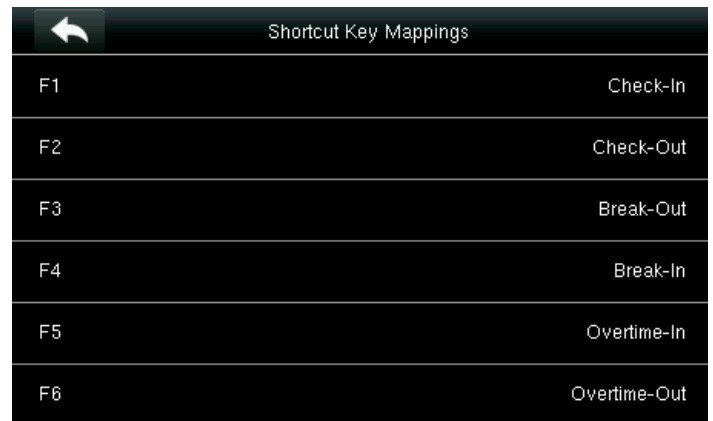 Shortcut Key Mappings
F1 Check-In
F2 Check-Out
F3 Break-Out
F4 Break-In
F5 Overtime-In
F6 Overtime-Out